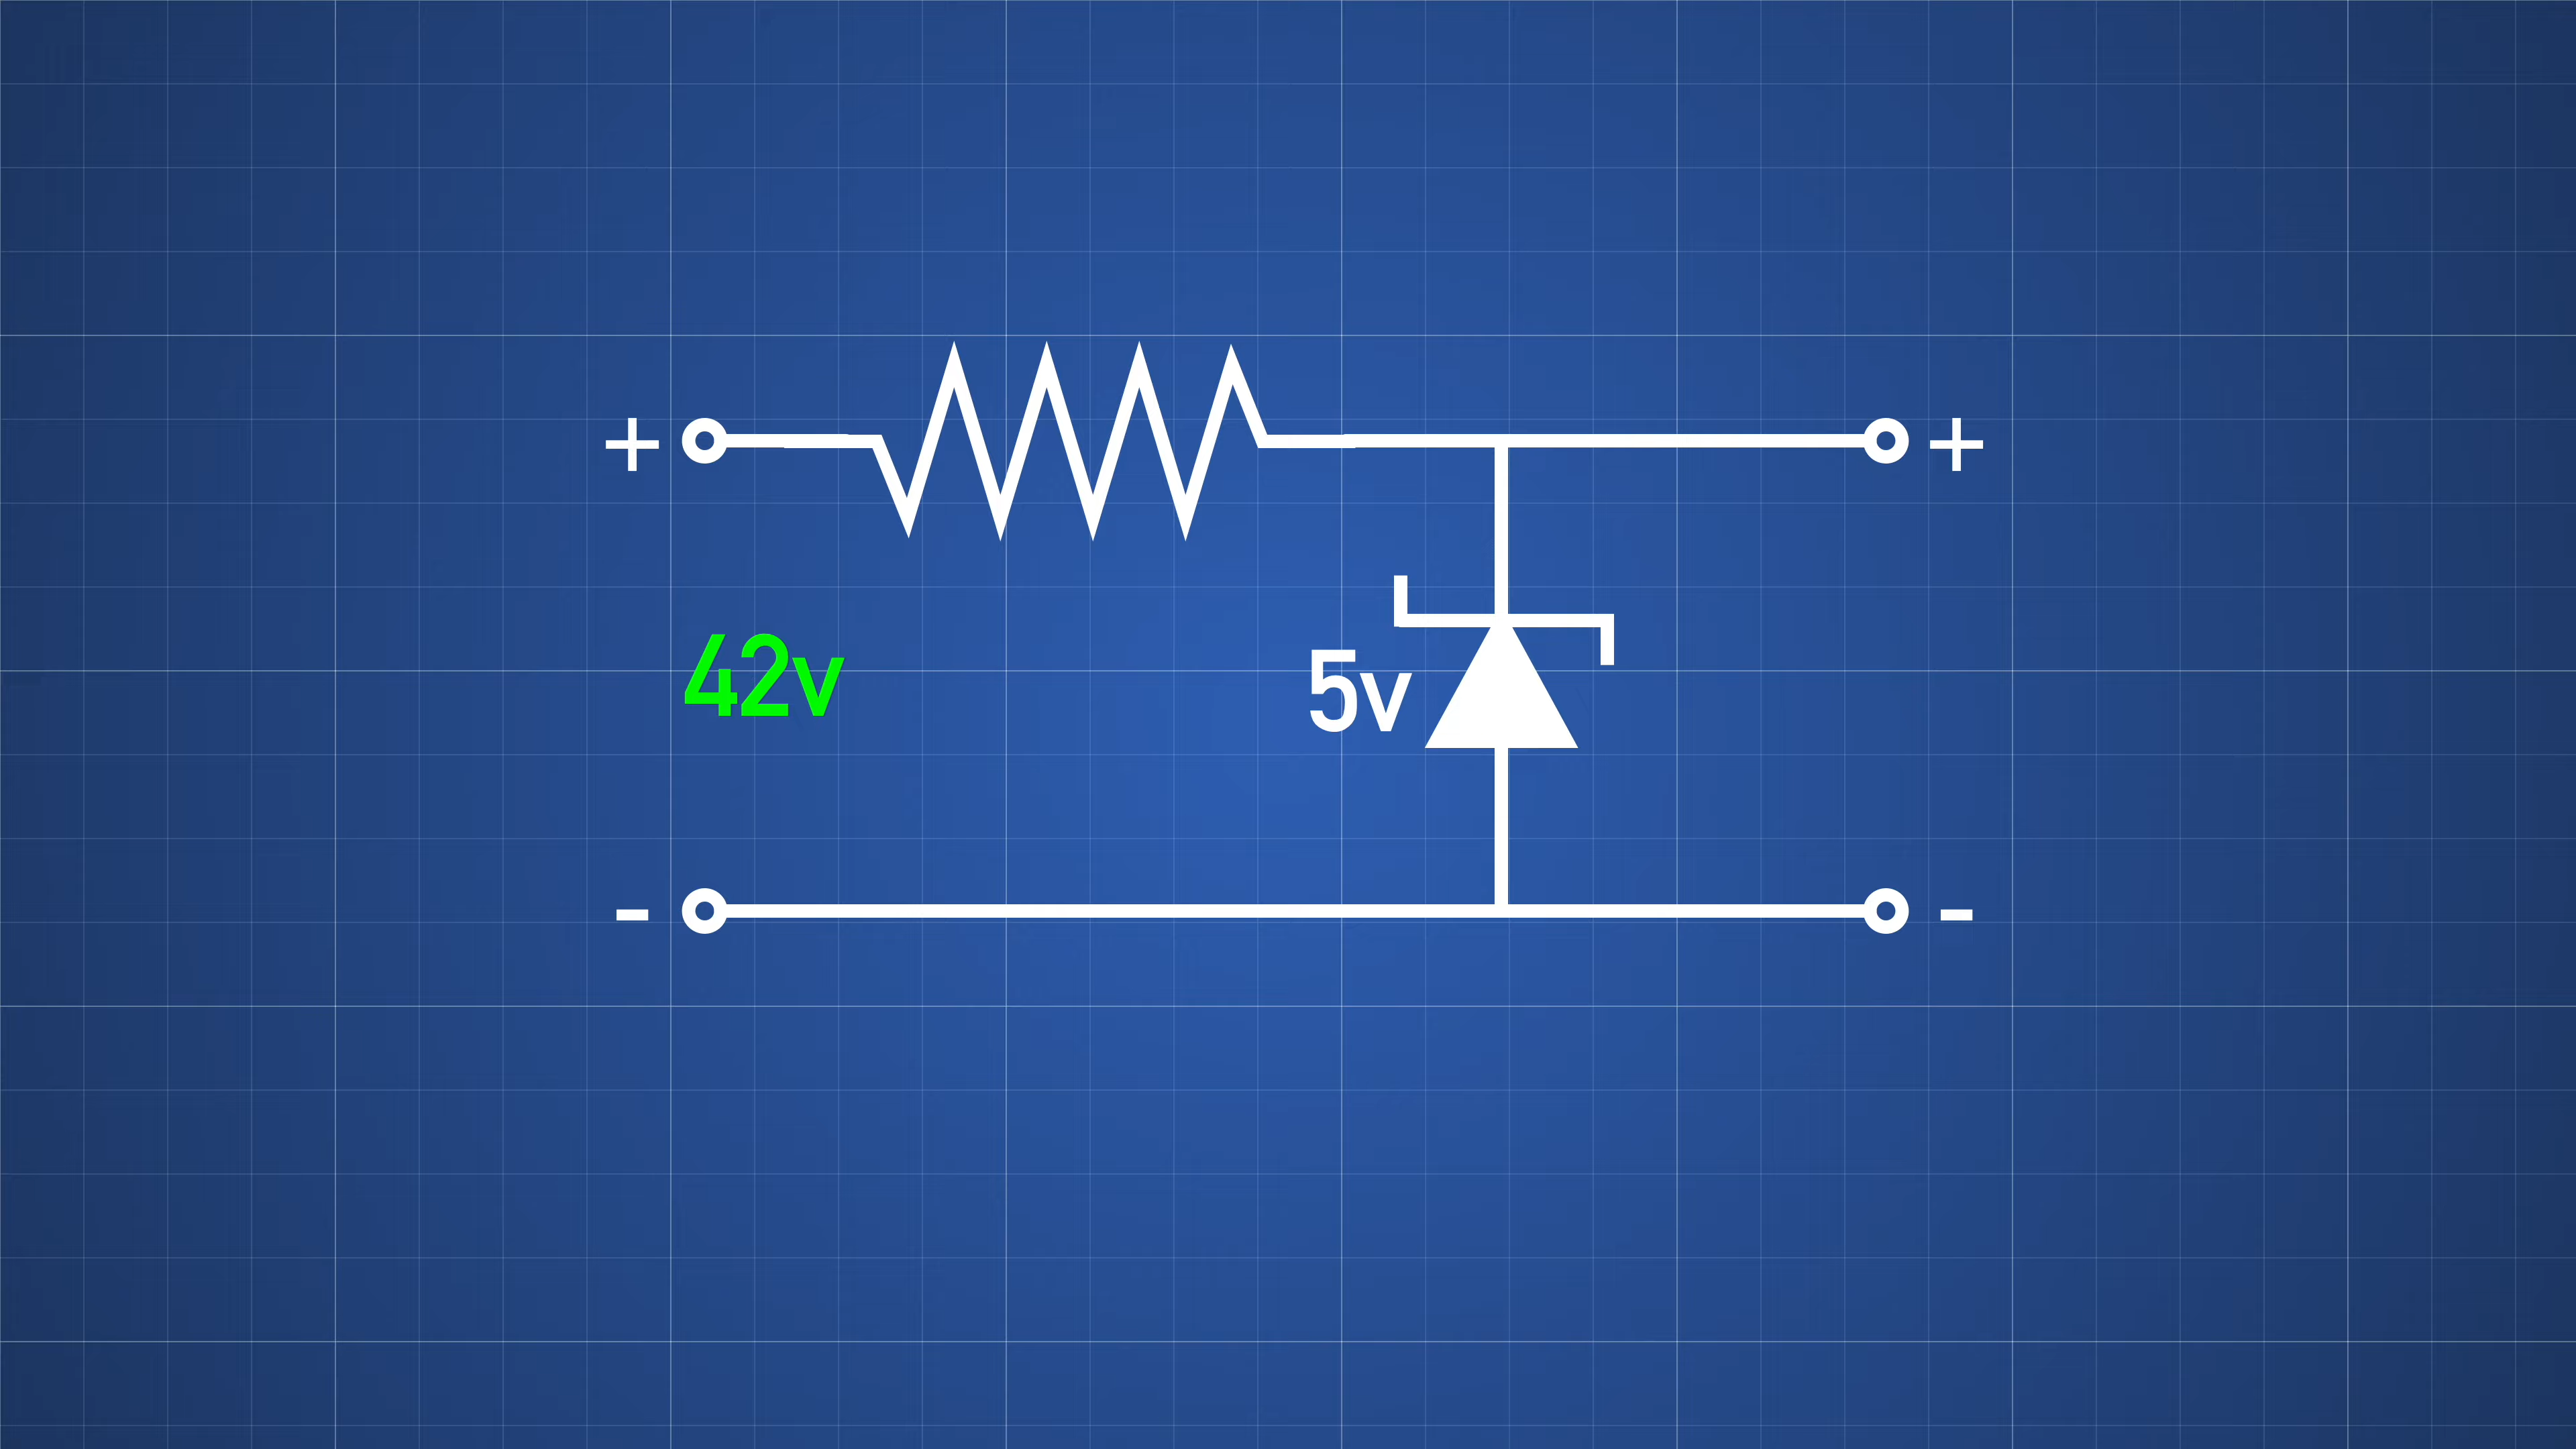 + +
42v
5v
- -